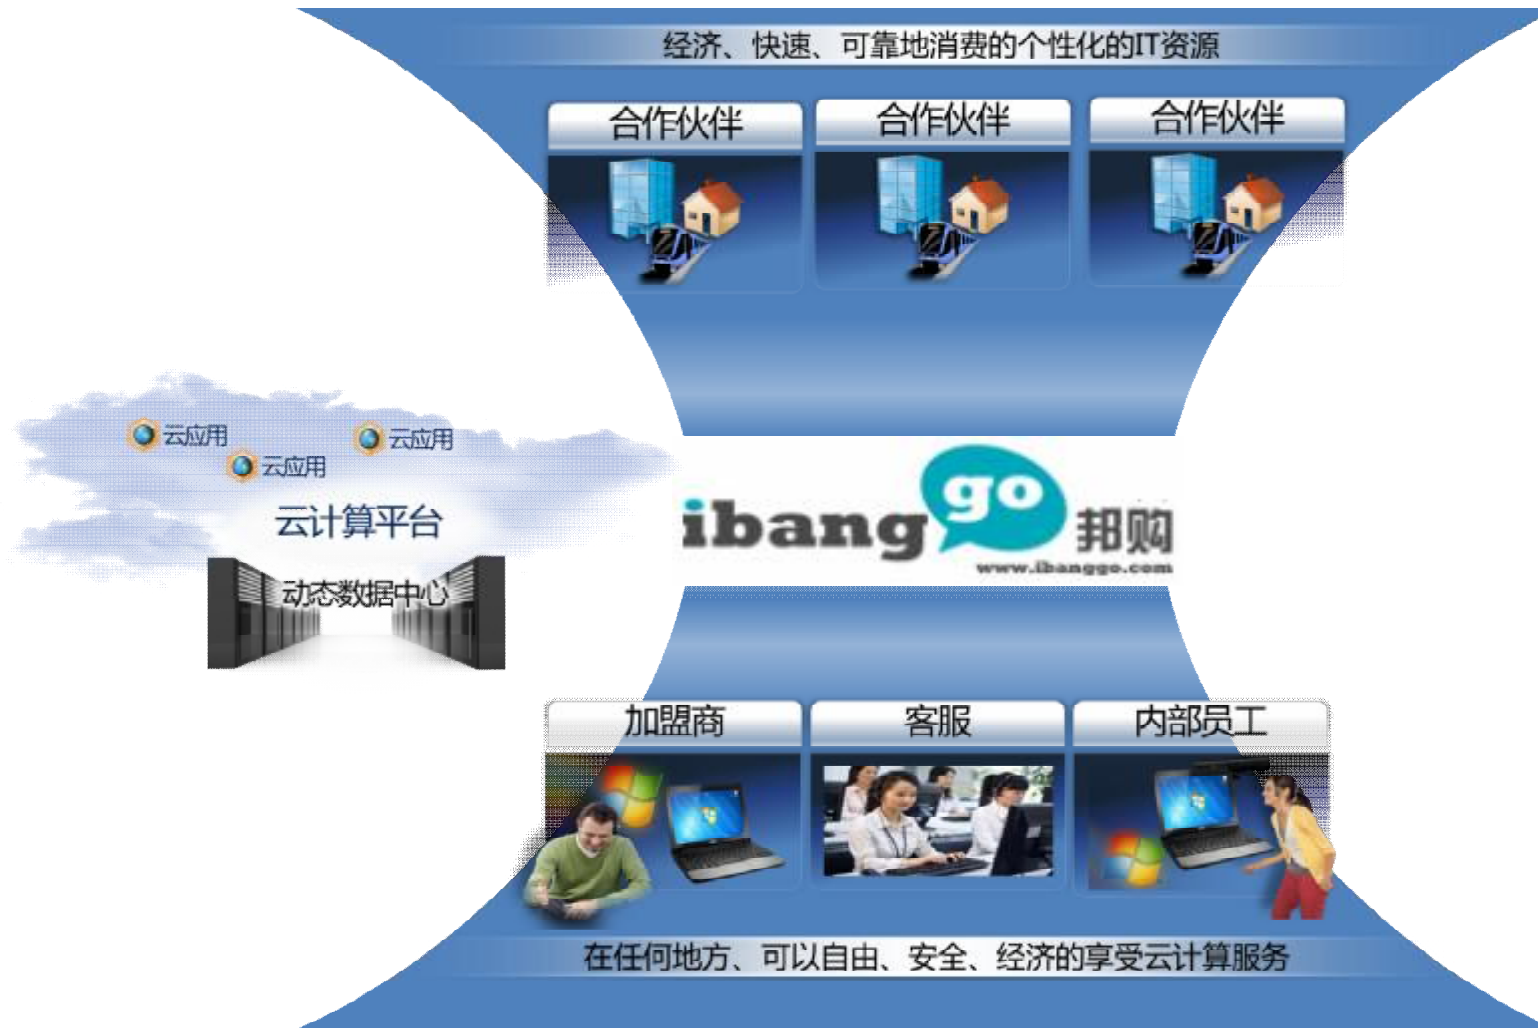 经济、快速、可靠地消费的个性化的IT资源
合作伙伴
合作伙伴
合作伙伴
云应用
云应用
云应用
云计算平台
动态数据中心
ibang
go
邦购
www.ibanggo.com
加盟商
客服
内部员工
在任何地方、可以自由、安全、经济的享受云计算服务